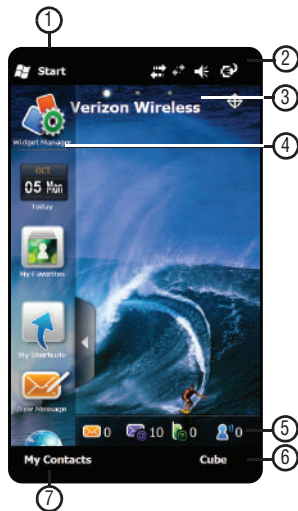 1
2
Start
3
Verizon Wireless
4
Widget Manager
OCT
05 Mon
Today
My Favorites
My Shortcuts
New Message
0 10 0 0
5
My Contacts Cube
6
7